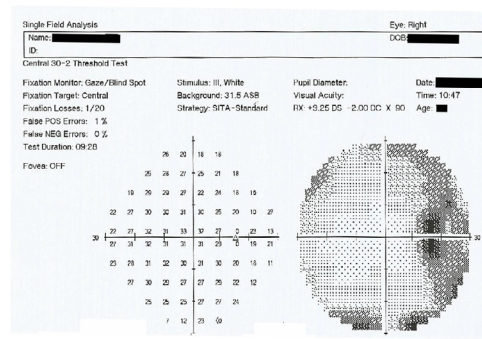 Single Field Analysis Eye: Right
Name: DOB:
ID:
Central 30-2 Threshold Test
Fixation Monitor: Gaze/Blind Spot Stimulus: III, White Pupil Diameter: Date:
Fixation Target: Central Background: 31.5 ASB Visual Acuity: Time: 10:47
Fixation Losses: 1/20 Strategy: SITA-Standard RX: +9.25 DS -2.00 DC X 90 Age:
False POS Errors: 1 %
False NEG Errors: 0 %
Test Duration: 09:28
Fovea: OFF
26 20 18 18
25 28 27 25 21 18
19 29 29 27 22 24 18 15
22 27 30 30 31 30 25 20 10 27
30 22 27 32 31 33 32 27 0 23 13 30
27 31 32 31 31 31 29 19 21
23 28 31 32 30 31 30 20 16 11
27 30 29 27 27 29 22 12
25 25 25 27 27 24
7 12 23